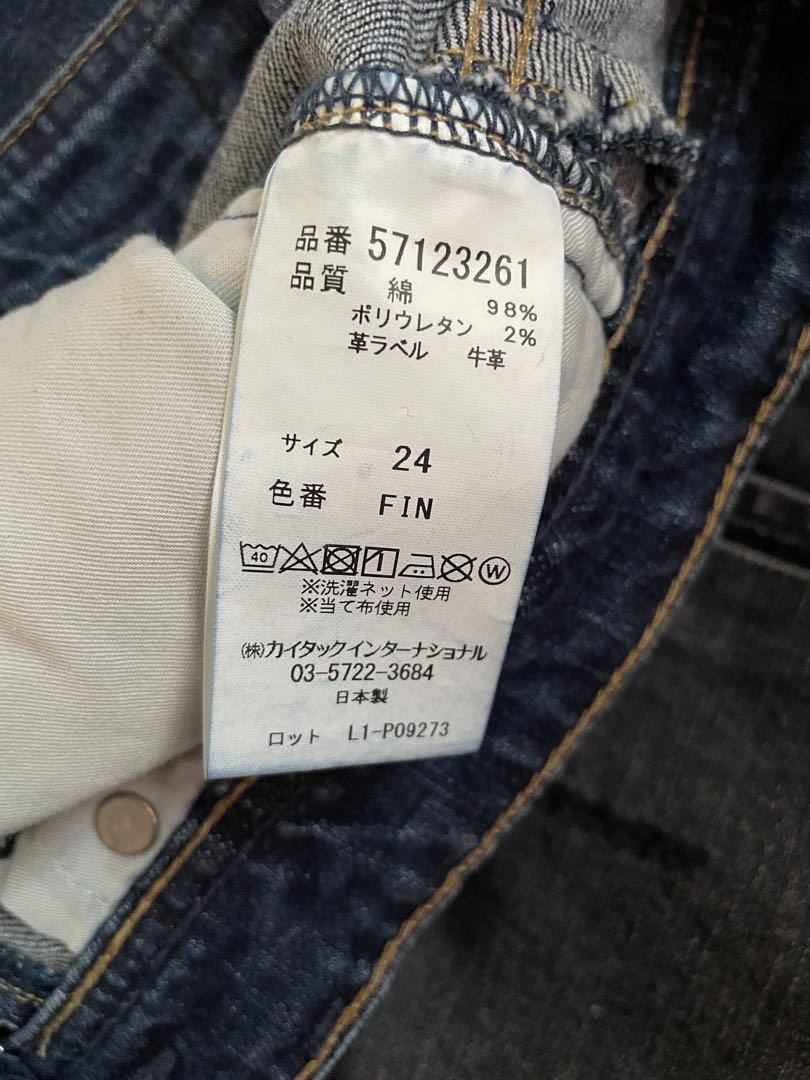 品番 57123261
品質 綿 98%
ポリウレタン 2%
革ラベル 牛革
サイズ 24
色番 FIN
40 W
※洗濯ネット使用
※当て布使用
㈱カイタックインターナショナル
03-5722-3684
日本製
ロット L1-P09273